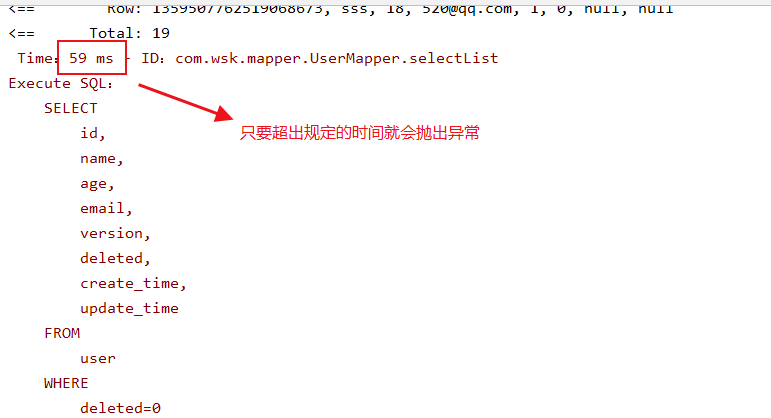 <==        Row: 1359507762519068673, sss, 18, 520@qq.com, 1, 0, null, null
<==      Total: 19
Time：59 ms - ID：com.wsk.mapper.UserMapper.selectList
Execute SQL：
SELECT
id,
name,
age,
email,
version,
deleted,
create_time,
update_time
FROM
user
WHERE
deleted=0
只要超出规定的时间就会抛出异常